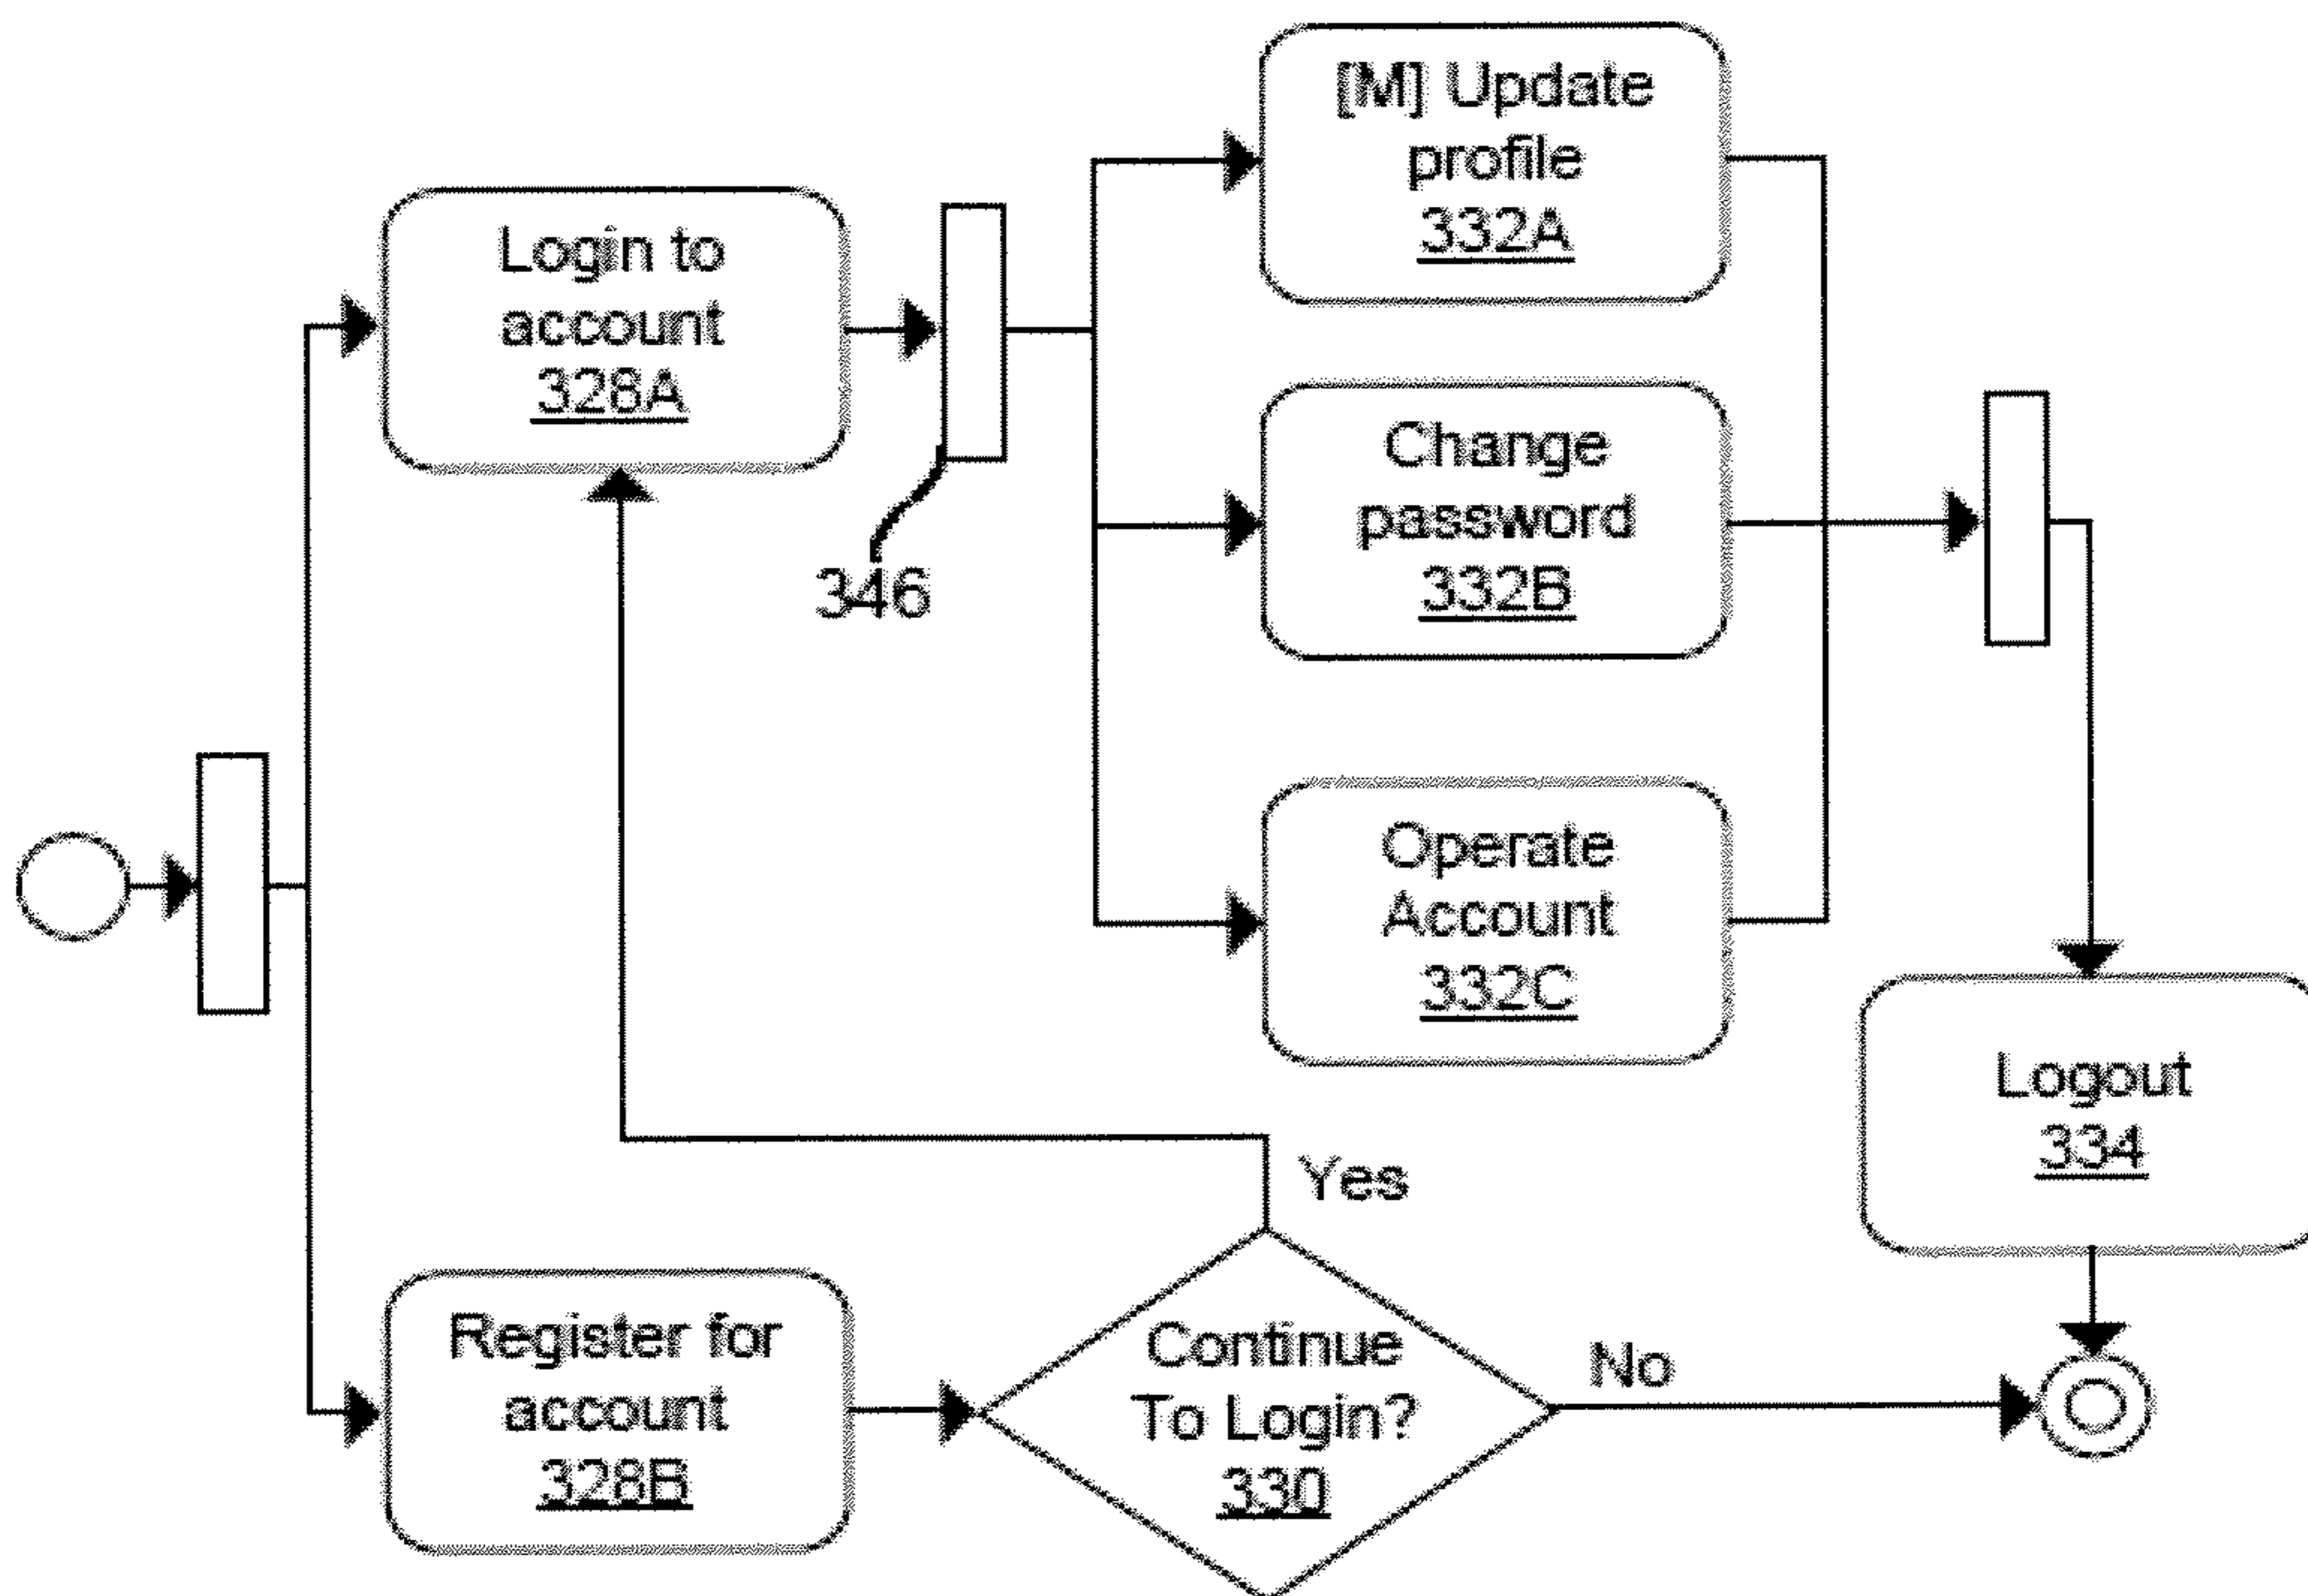 [M] Update
profile
332A
Login to
account
328A
346
Change
password
332B
Operate
Account
332C
Logout
334
Yes
Register for
account
328B
Continue
To Login?
330
No